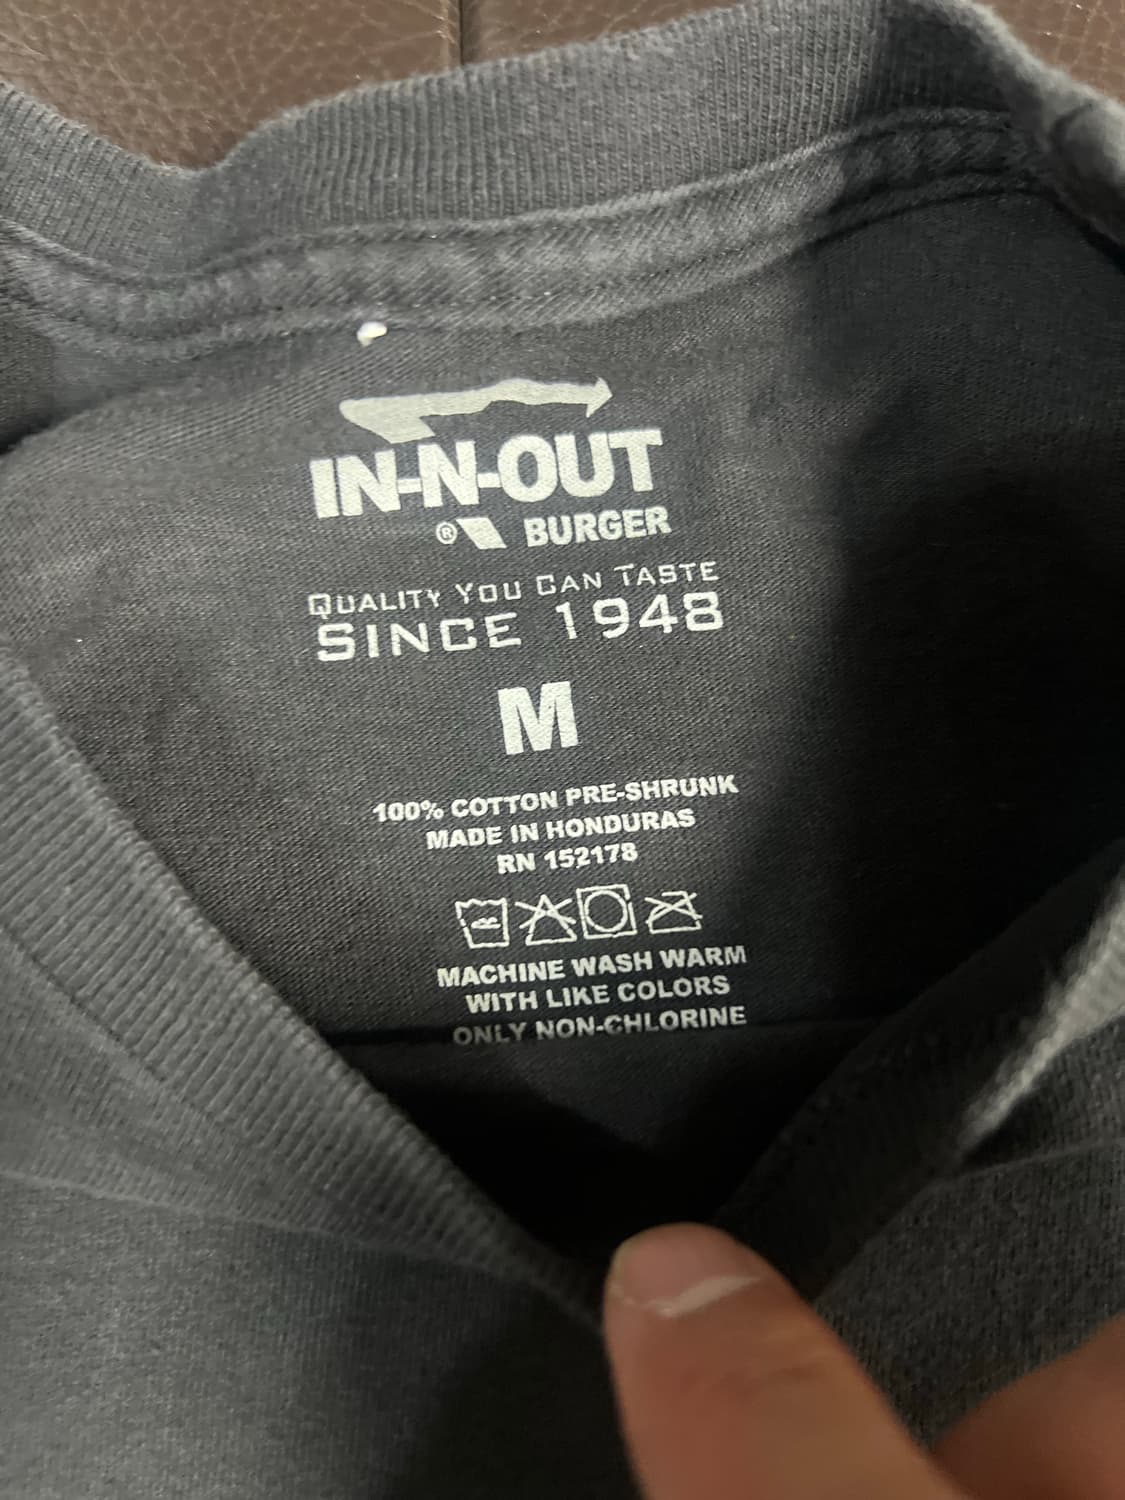 IN-N-OUT
® BURGER
QUALITY YOU CAN TASTE
SINCE 1948
M
100% COTTON PRE-SHRUNK
MADE IN HONDURAS
RN 152178
MACHINE WASH WARM
WITH LIKE COLORS
ONLY NON-CHLORINE